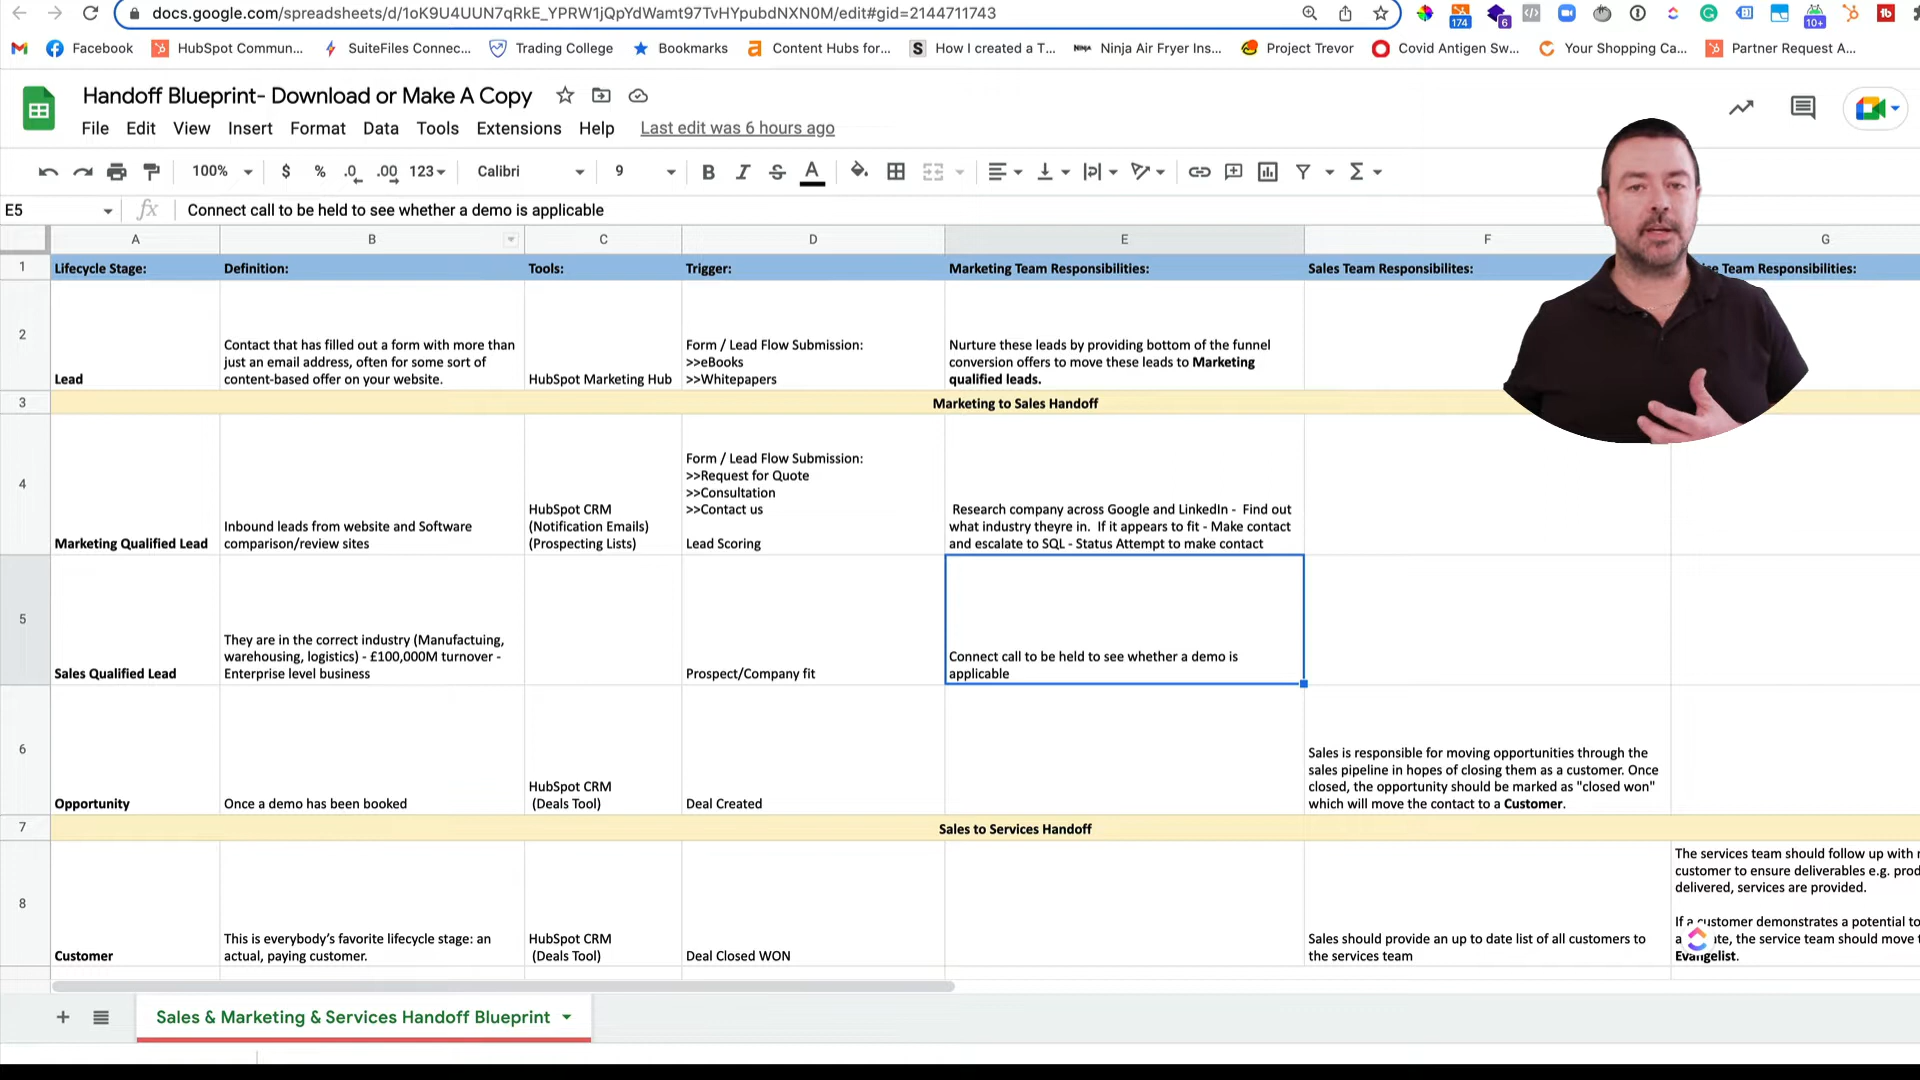 docs.google.com/spreadsheets/d/1oK9U4UUN7qRkE_YPRW1jQpYdWamt97TvHYpubdNXN0M/edit#gid=2144711743
174
6
10+
Facebook
HubSpot Commun...
SuiteFiles Connec...
Trading College
Bookmarks
Content Hubs for...
How I created a T...
Ninja Air Fryer Ins...
Project Trevor
Covid Antigen Sw...
Your Shopping Ca...
Partner Request A...
Handoff Blueprint- Download or Make A Copy
File Edit View Insert Format Data Tools Extensions Help Last edit was 6 hours ago
100% $ % .0 .00 123 Calibri 9 B I S A
E5 fx Connect call to be held to see whether a demo is applicable
A B C D E F G
1 Lifecycle Stage: Definition: Tools: Trigger: Marketing Team Responsibilities: Sales Team Responsibilites: Team Responsibilities:
2
Lead
Contact that has filled out a form with more than
just an email address, often for some sort of
content-based offer on your website.
HubSpot Marketing Hub
Form / Lead Flow Submission:
>>eBooks
>>Whitepapers
Nurture these leads by providing bottom of the funnel
conversion offers to move these leads to Marketing
qualified leads.
3 Marketing to Sales Handoff
4
Marketing Qualified Lead
Inbound leads from website and Software
comparison/review sites
HubSpot CRM
(Notification Emails)
(Prospecting Lists)
Form / Lead Flow Submission:
>>Request for Quote
>>Consultation
>>Contact us
Lead Scoring
Research company across Google and LinkedIn - Find out
what industry theyre in. If it appears to fit - Make contact
and escalate to SQL - Status Attempt to make contact
5
Sales Qualified Lead
They are in the correct industry (Manufactuing,
warehousing, logistics) - £100,000M turnover -
Enterprise level business
Prospect/Company fit
Connect call to be held to see whether a demo is
applicable
6
Opportunity
Once a demo has been booked
HubSpot CRM
(Deals Tool)
Deal Created
Sales is responsible for moving opportunities through the
sales pipeline in hopes of closing them as a customer. Once
closed, the opportunity should be marked as "closed won"
which will move the contact to a Customer.
7 Sales to Services Handoff
8
Customer
This is everybody's favorite lifecycle stage: an
actual, paying customer.
HubSpot CRM
(Deals Tool)
Deal Closed WON
Sales should provide an up to date list of all customers to
the services team
The services team should follow up with
customer to ensure deliverables e.g. prod
delivered, services are provided.
If a customer demonstrates a potential to
a the service team should move
Evangelist.
Sales & Marketing & Services Handoff Blueprint